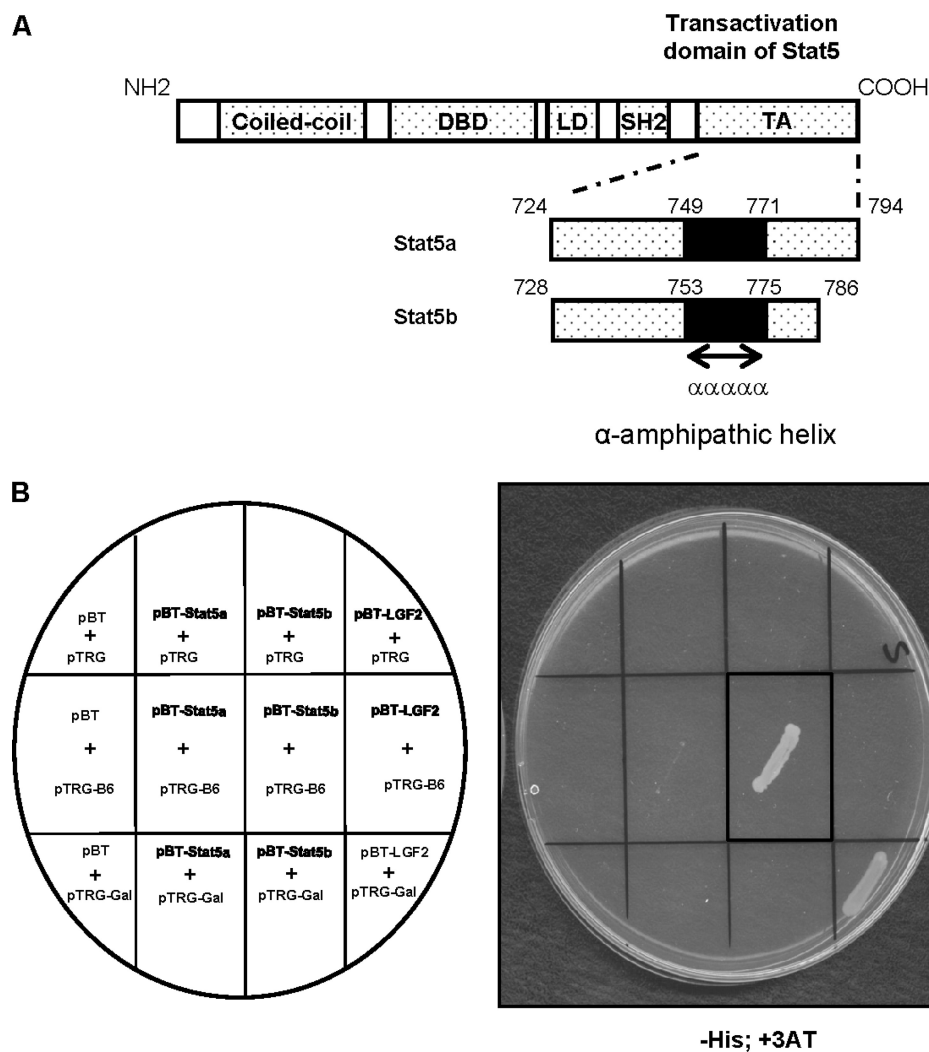 A
Transactivation
domain of Stat5
NH2
COOH
Coiled-coil DBD LD SH2 TA
724 749 771 794
Stat5a
728 753 775 786
Stat5b
ααααα
α-amphipathic helix
B
pBT pBT-Stat5a pBT-Stat5b pBT-LGF2
+ + + +
pTRG pTRG pTRG pTRG
pBT pBT-Stat5a pBT-Stat5b pBT-LGF2
+ + + +
pTRG-B6 pTRG-B6 pTRG-B6 pTRG-B6
pBT pBT-Stat5a pBT-Stat5b pBT-LGF2
+ + + +
pTRG-Gal pTRG-Gal pTRG-Gal pTRG-Gal
-His; +3AT